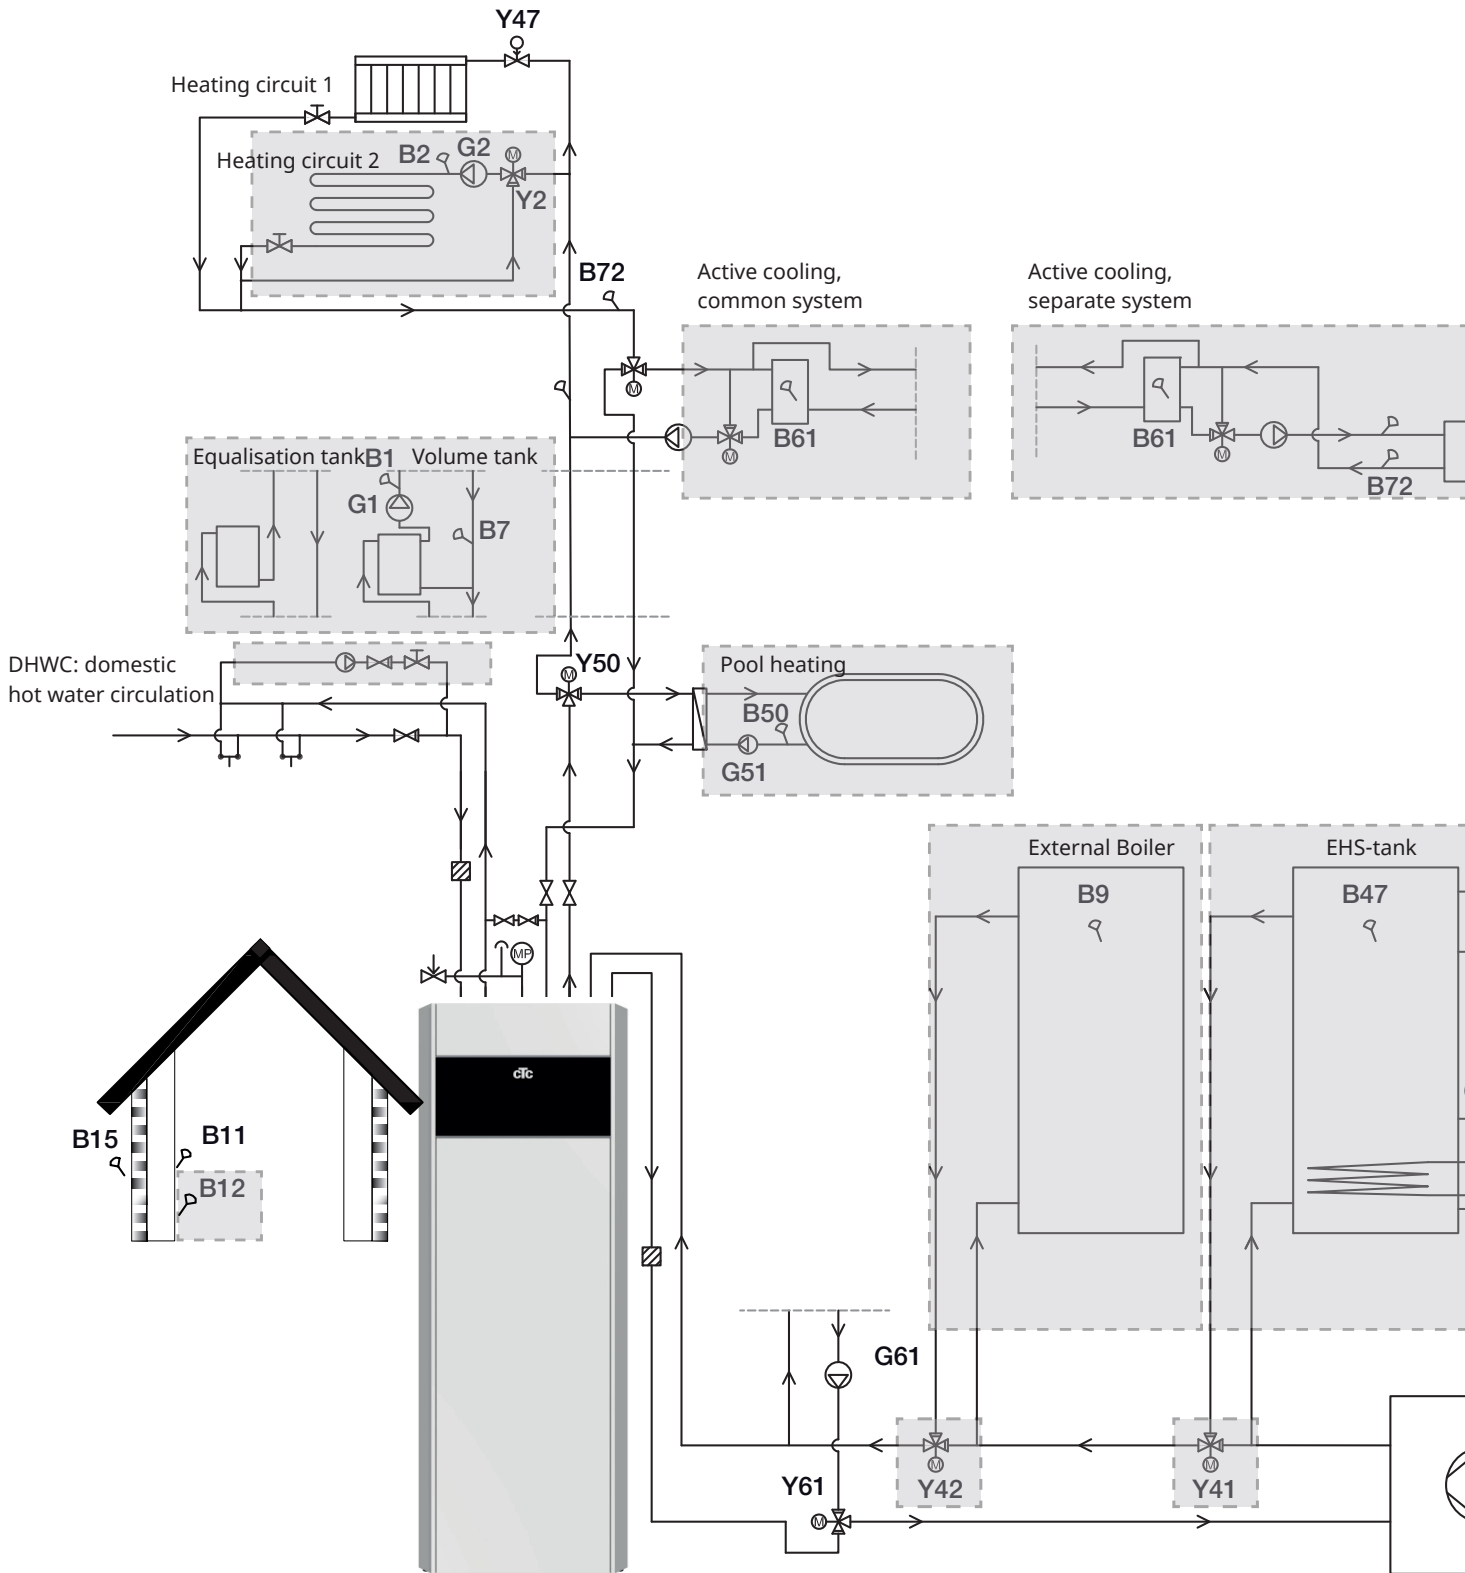 Y47
Heating circuit 1
Heating circuit 2
B2
G2
M
Y2
B72
Active cooling,
common system
Active cooling,
separate system
M
B61
M
B61
M
B72
Equalisation tank
B1
Volume tank
G1
B7
DHWC: domestic
hot water circulation
Y50
M
Pool heating
B50
G51
External Boiler
B9
EHS-tank
B47
MP
cTc
B15
B11
B12
G61
M
Y42
M
Y41
Y61
M